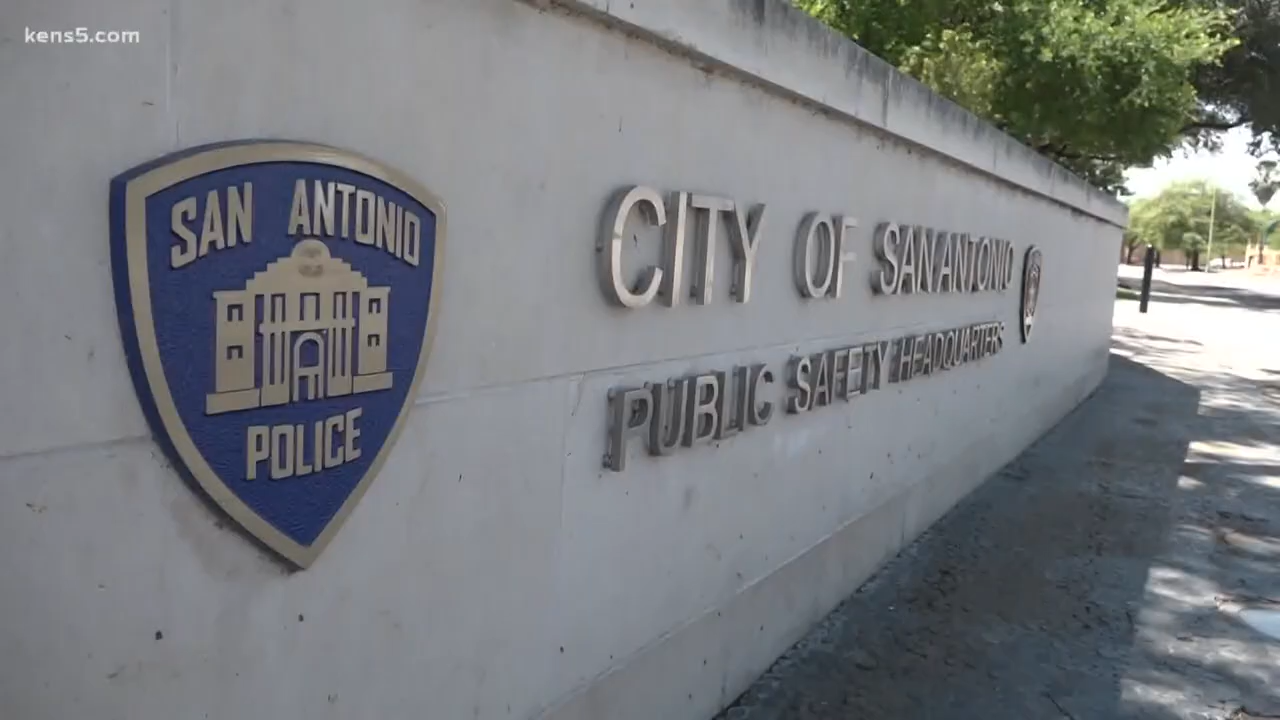 kens5.com
SAN ANTONIO
POLICE
CITY OF SAN ANTONIO
PUBLIC SAFETY HEADQUARTERS